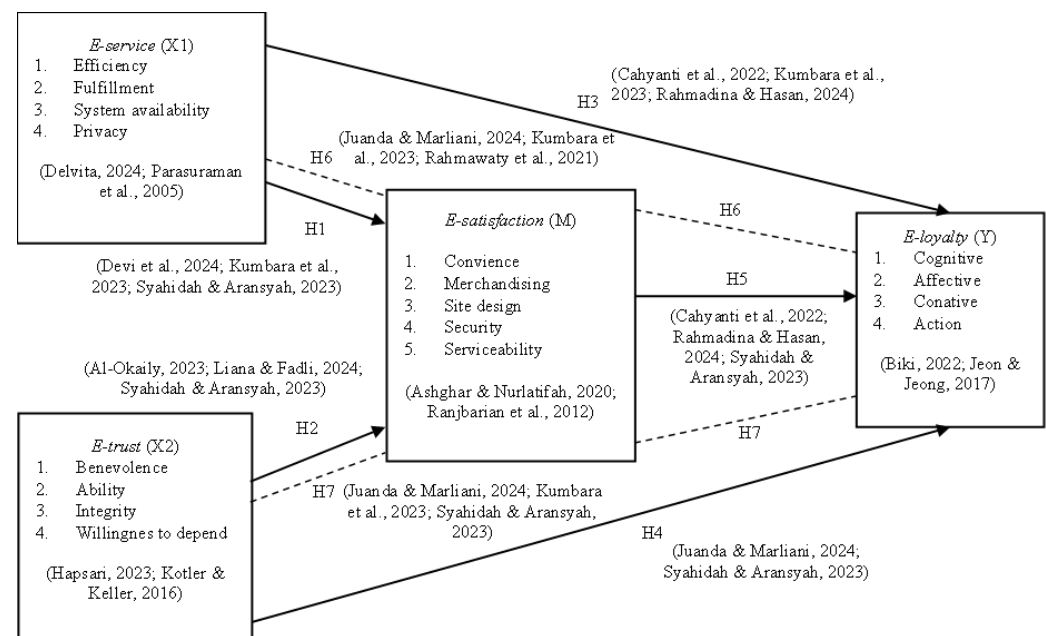 E-service (X1)
1. Efficiency
2. Fulfillment
3. System availability
4. Privacy
(Delvita, 2024; Parasuraman
et al., 2005)
(Cahyanti et al., 2022; Kumbara et al.,
2023; Rahmadina & Hasan, 2024)
H3
(Juanda & Marliani, 2024; Kumbara et
al., 2023; Rahmawaty et al., 2021)
H6
H1
(Devi et al., 2024; Kumbara et al.,
2023; Syahidah & Aransyah, 2023)
E-satisfaction (M)
1. Convience
2. Merchandising
3. Site design
4. Security
5. Serviceability
(Ashghar & Nurlatifah, 2020;
Ranjbarian et al., 2012)
H6
H5
(Cahyanti et al., 2022;
Rahmadina & Hasan,
2024; Syahidah &
Aransyah, 2023)
E-loyalty (Y)
1. Cognitive
2. Affective
3. Conative
4. Action
(Biki, 2022; Jeon &
Jeong, 2017)
(Al-Okaily, 2023; Liana & Fadli, 2024;
Syahidah & Aransyah, 2023)
H2
E-trust (X2)
1. Benevolence
2. Ability
3. Integrity
4. Willingnes to depend
(Hapsari, 2023; Kotler &
Keller, 2016)
H7
(Juanda & Marliani, 2024; Kumbara
et al., 2023; Syahidah & Aransyah,
2023)
H7
H4
(Juanda & Marliani, 2024;
Syahidah & Aransyah, 2023)